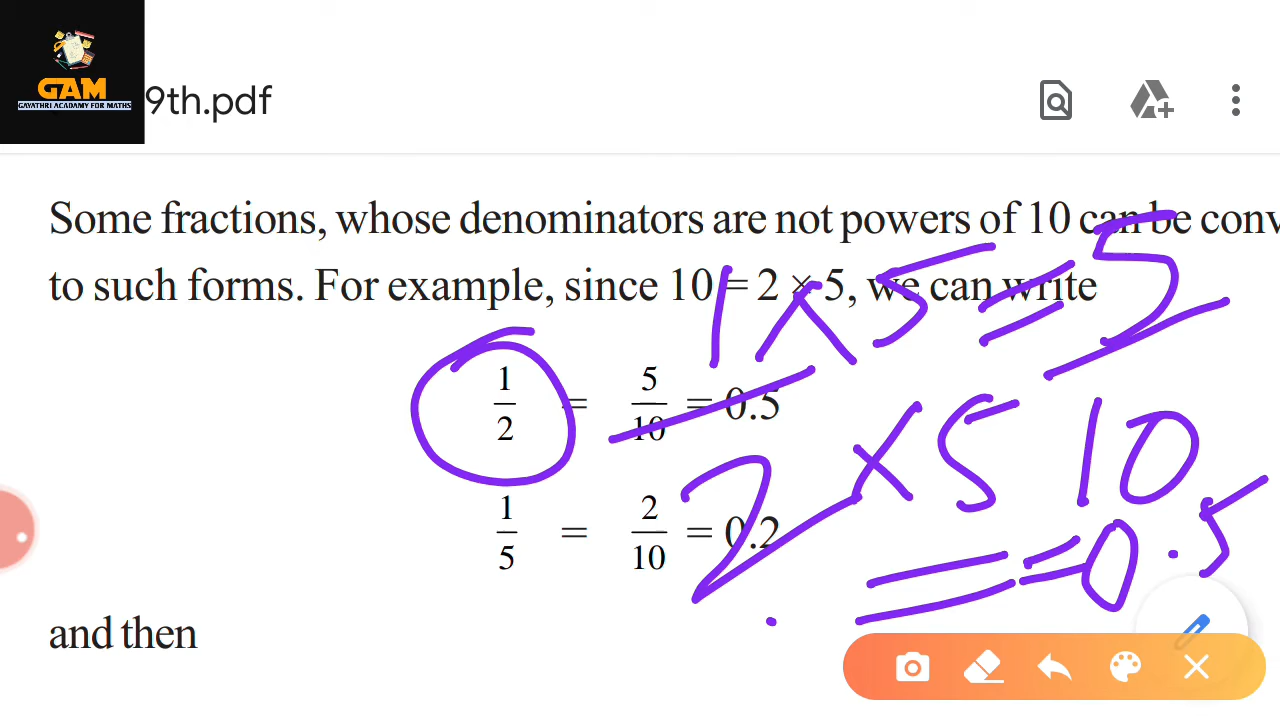 GAM
GAYATHRI ACADAMY FOR MATHS
9th.pdf
Some fractions, whose denominators are not powers of 10 can be conv
to such forms. For example, since 10 = 2 × 5, we can write
1/2 = 5/10 = 0.5
1 × 5 = 5
2 × 5 10
= = 0.5
1/5 = 2/10 = 0.2
and then